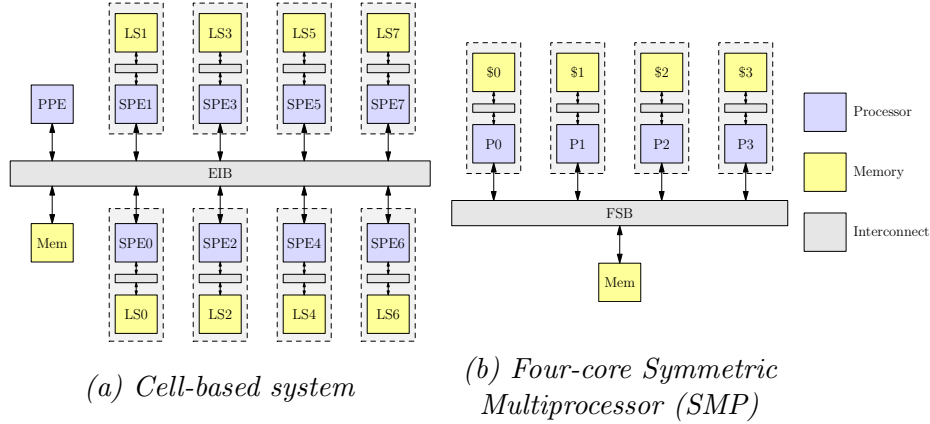 LS1 LS3 LS5 LS7
PPE SPE1 SPE3 SPE5 SPE7
EIB
Mem SPE0 SPE2 SPE4 SPE6
LS0 LS2 LS4 LS6
(a) Cell-based system
$0 $1 $2 $3
P0 P1 P2 P3
FSB
Mem
(b) Four-core Symmetric
Multiprocessor (SMP)
Processor
Memory
Interconnect